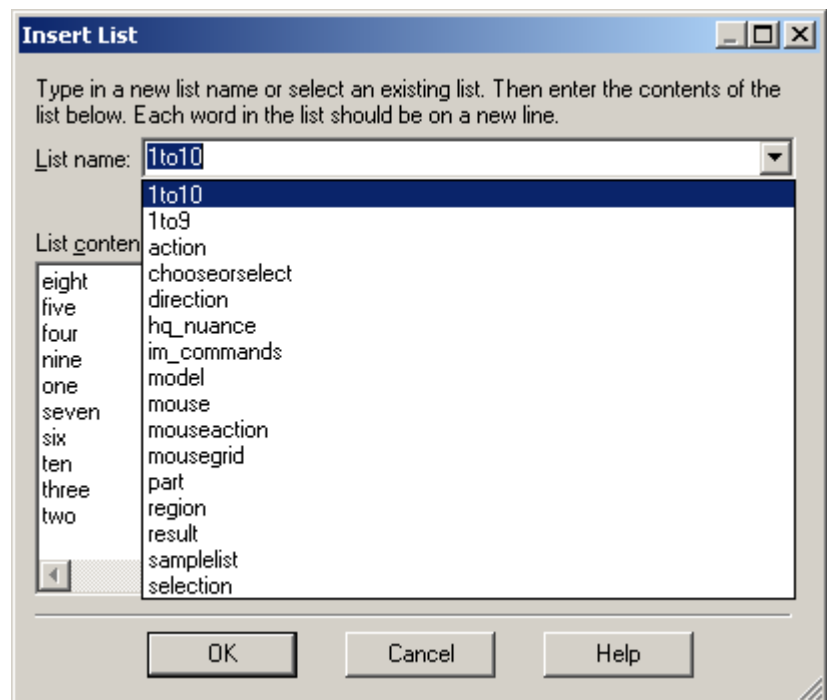 Insert List
Type in a new list name or select an existing list. Then enter the contents of the
list below. Each word in the list should be on a new line.
List name: 1to10
1to10
1to9
action
chooseorselect
direction
hq_nuance
im_commands
model
mouse
mouseaction
mousegrid
part
region
result
samplelist
selection
List conten
eight
five
four
nine
one
seven
six
ten
three
two
OK Cancel Help